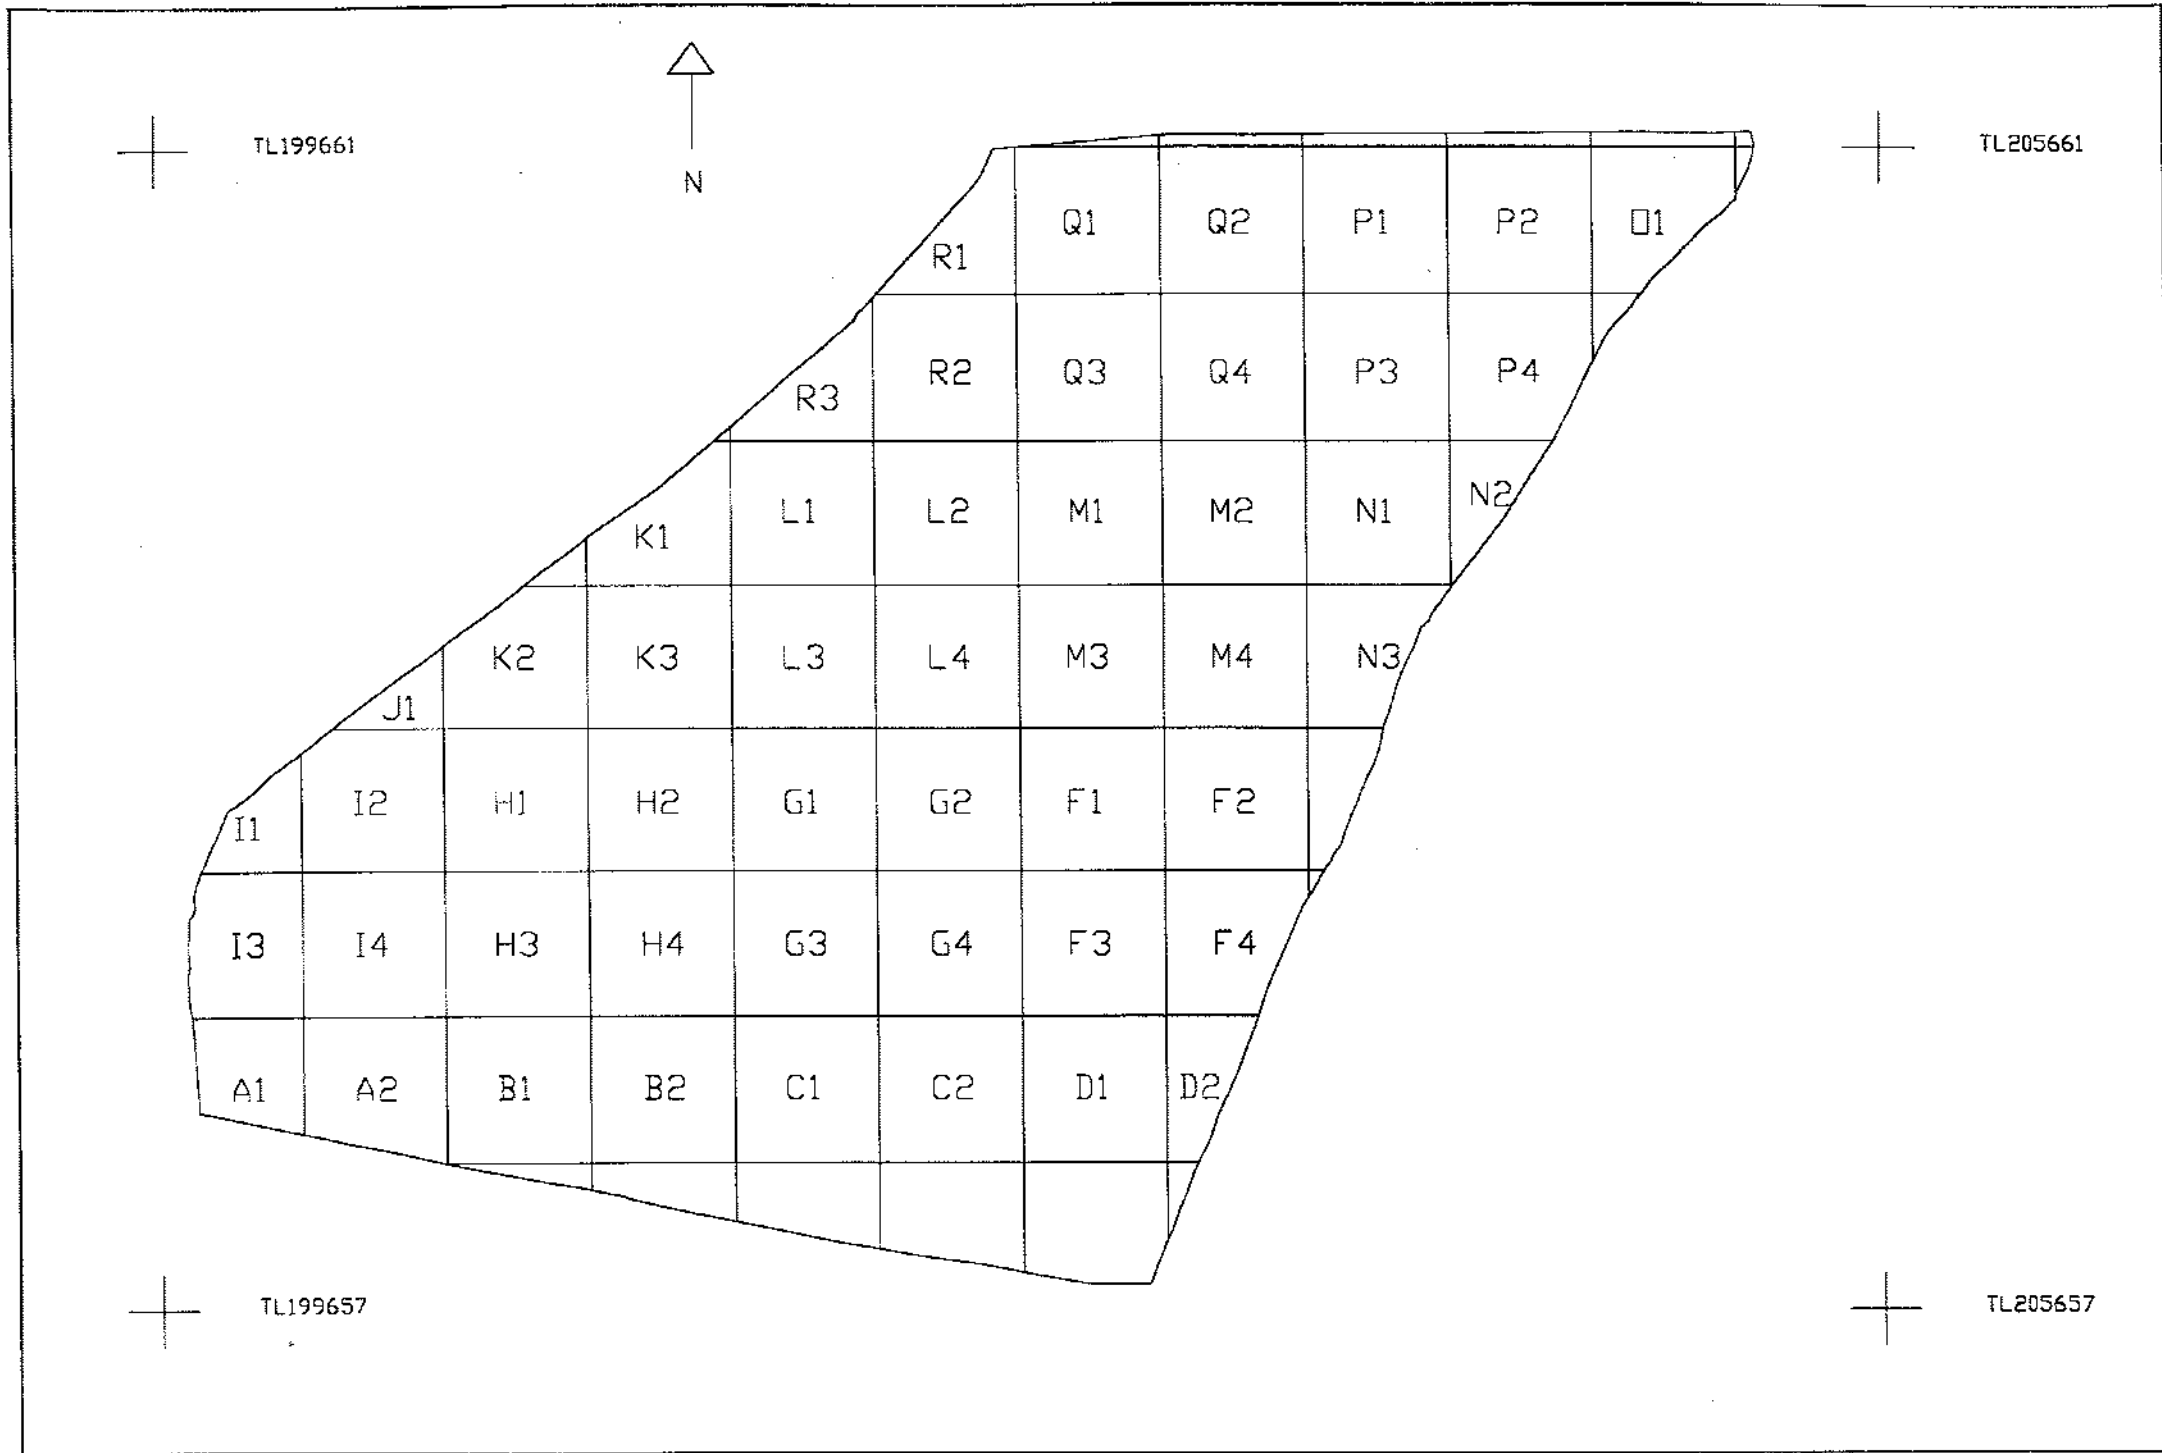 TL199661 N TL205661
Q1 Q2 P1 P2 O1
R1
R2 Q3 Q4 P3 P4
R3
K1 L1 L2 M1 M2 N1 N2
K2 K3 L3 L4 M3 M4 N3
J1
I1 I2 H1 H2 G1 G2 F1 F2
I3 I4 H3 H4 G3 G4 F3 F4
A1 A2 B1 B2 C1 C2 D1 D2
TL199657 TL205657